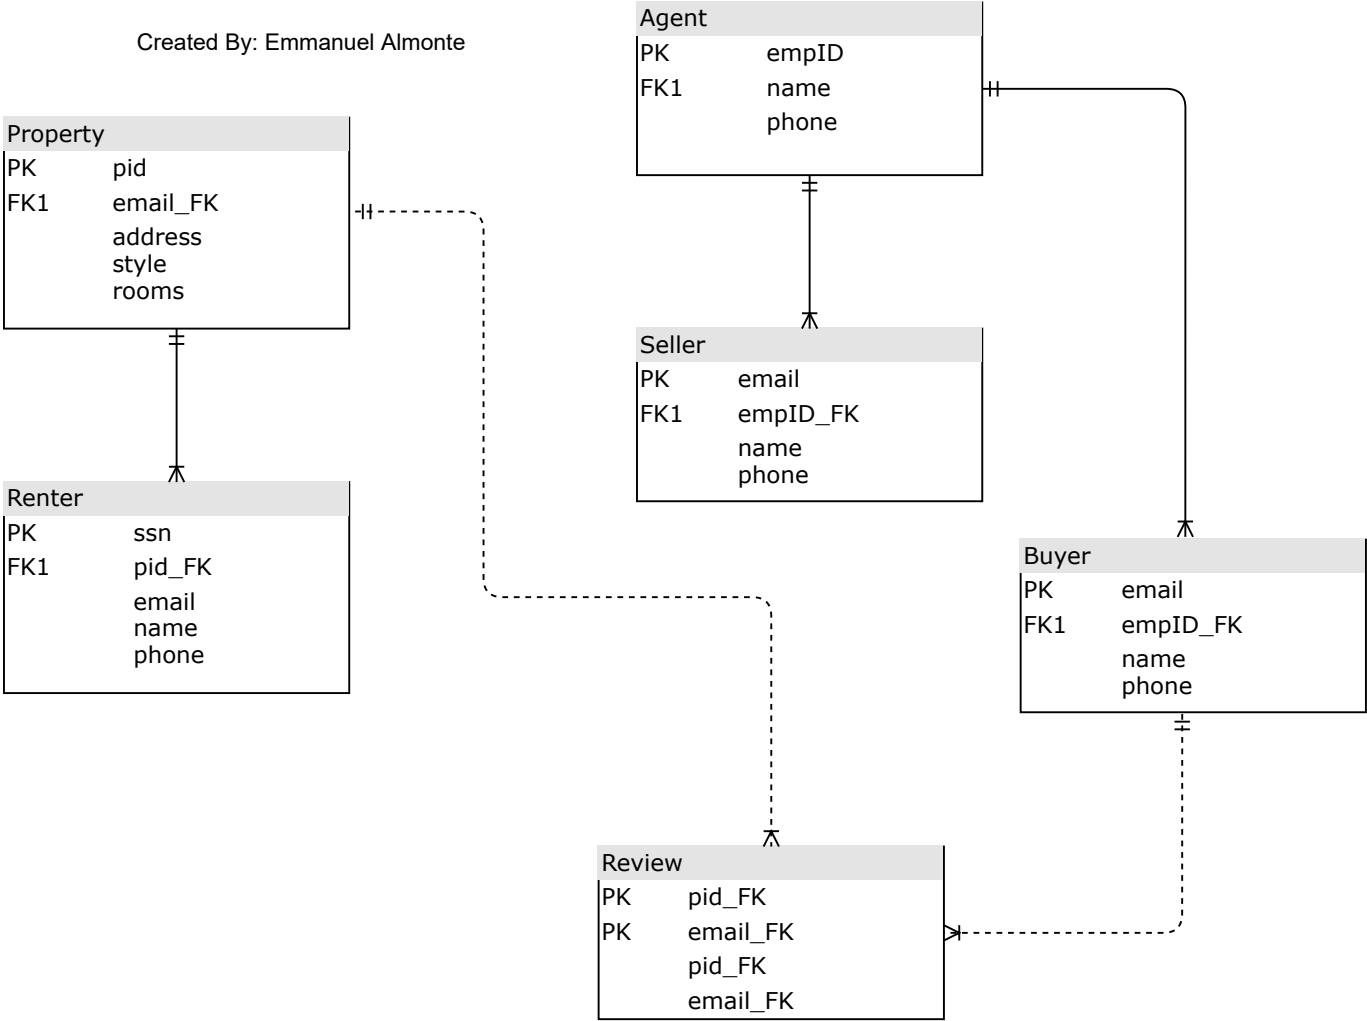 Created By: Emmanuel Almonte
Agent
PK empID
FK1 name
phone
Property
PK pid
FK1 email_FK
address
style
rooms
Seller
PK email
FK1 empID_FK
name
phone
Renter
PK ssn
FK1 pid_FK
email
name
phone
Buyer
PK email
FK1 empID_FK
name
phone
Review
PK pid_FK
PK email_FK
pid_FK
email_FK